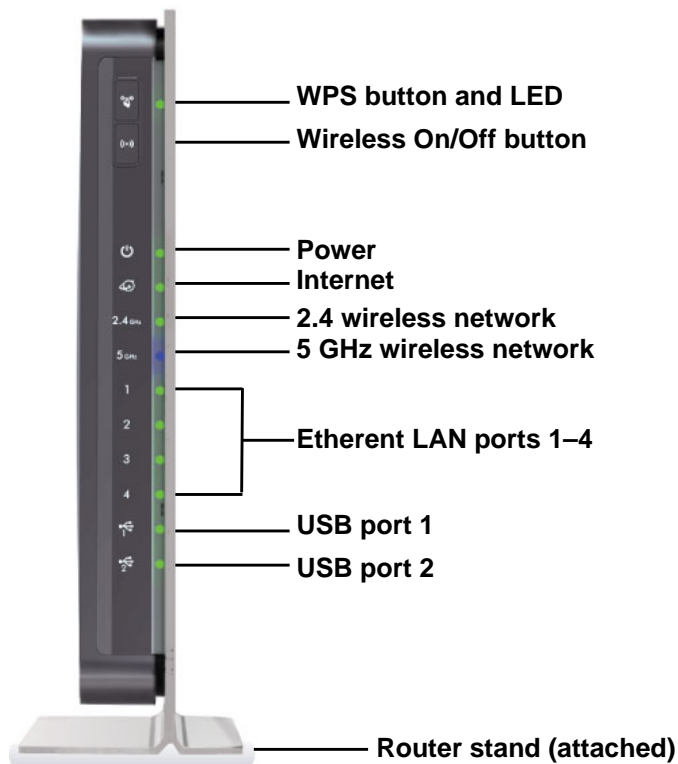 WPS button and LED
Wireless On/Off button
Power
Internet
2.4 GHz
2.4 wireless network
5 GHz
5 GHz wireless network
1
2
3
4
Etherent LAN ports 1–4
1
USB port 1
2
USB port 2
Router stand (attached)